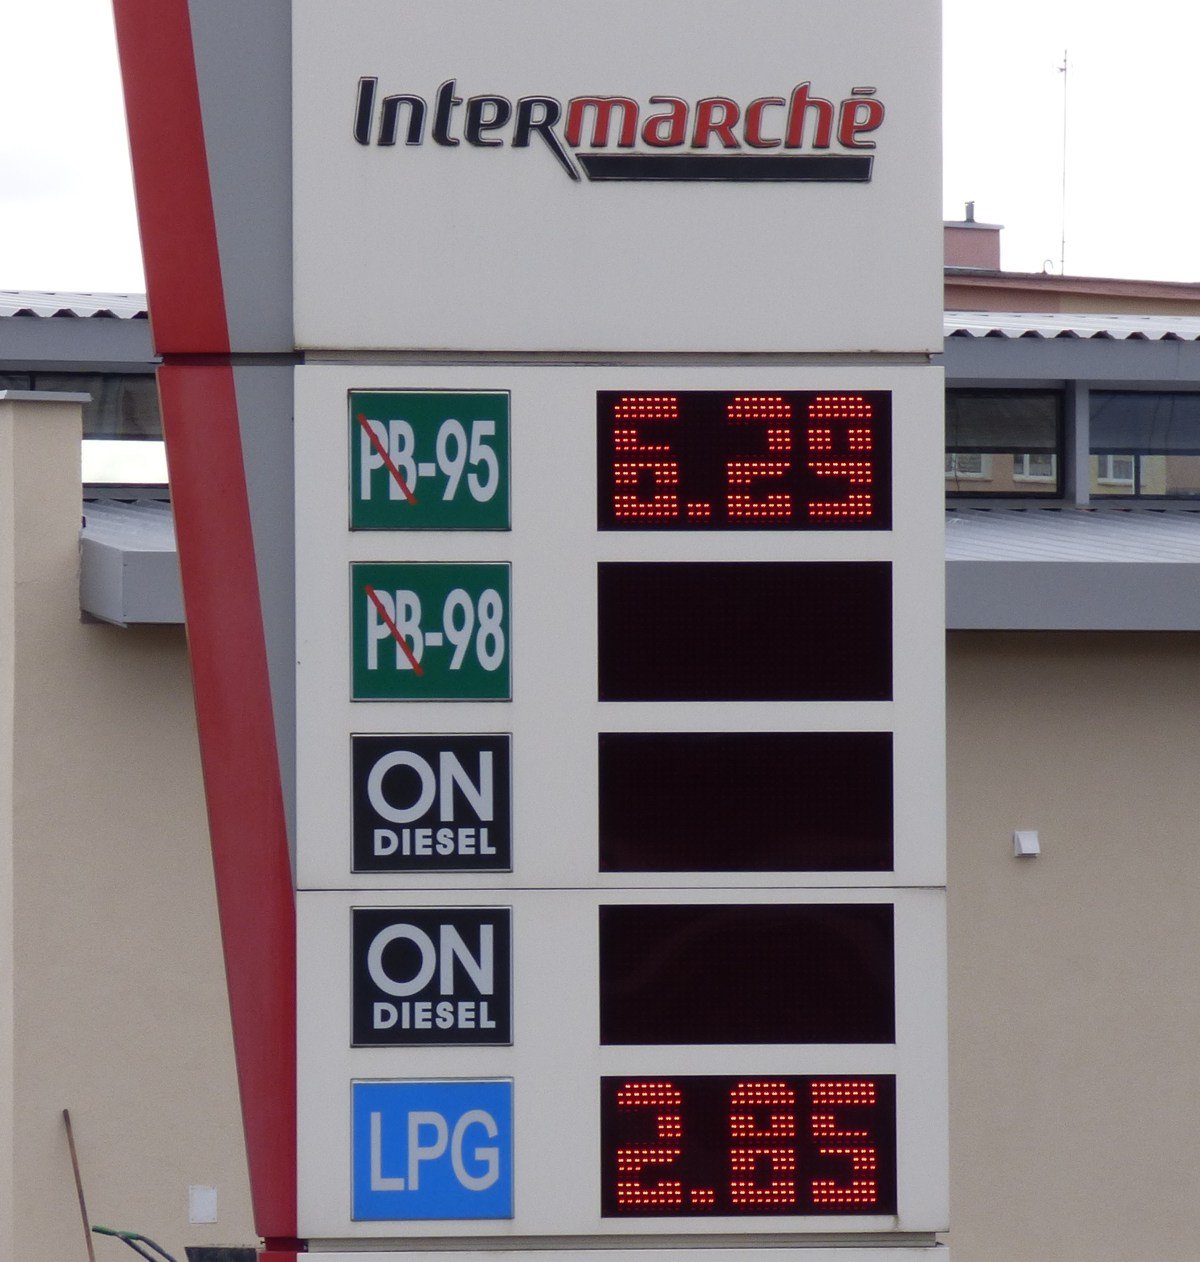 Intermarché
PB-95
6.29
PB-98
ON
DIESEL
ON
DIESEL
LPG
2.85